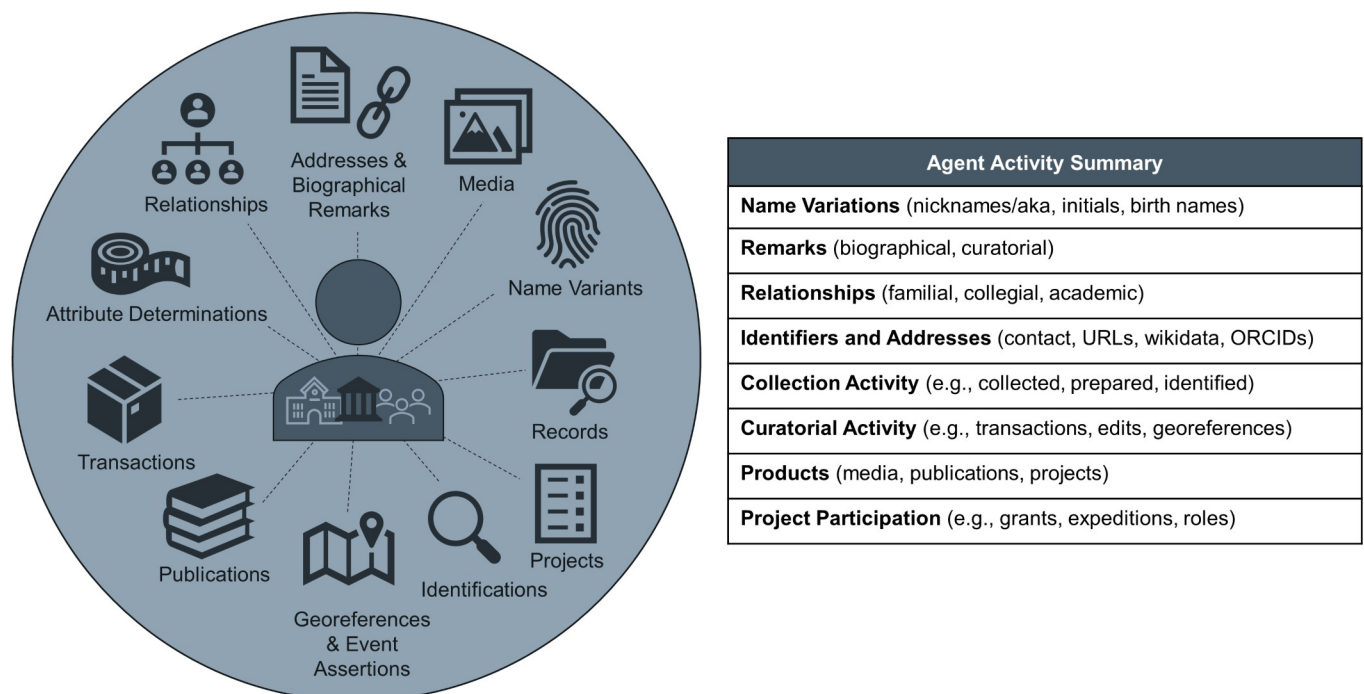 Addresses &
Biographical
Remarks
Media
Relationships
Name Variants
Attribute Determinations
Records
Transactions
Projects
Publications
Identifications
Georeferences
& Event
Assertions
Agent Activity Summary
Name Variations (nicknames/aka, initials, birth names)
Remarks (biographical, curatorial)
Relationships (familial, collegial, academic)
Identifiers and Addresses (contact, URLs, wikidata, ORCIDs)
Collection Activity (e.g., collected, prepared, identified)
Curatorial Activity (e.g., transactions, edits, georeferences)
Products (media, publications, projects)
Project Participation (e.g., grants, expeditions, roles)